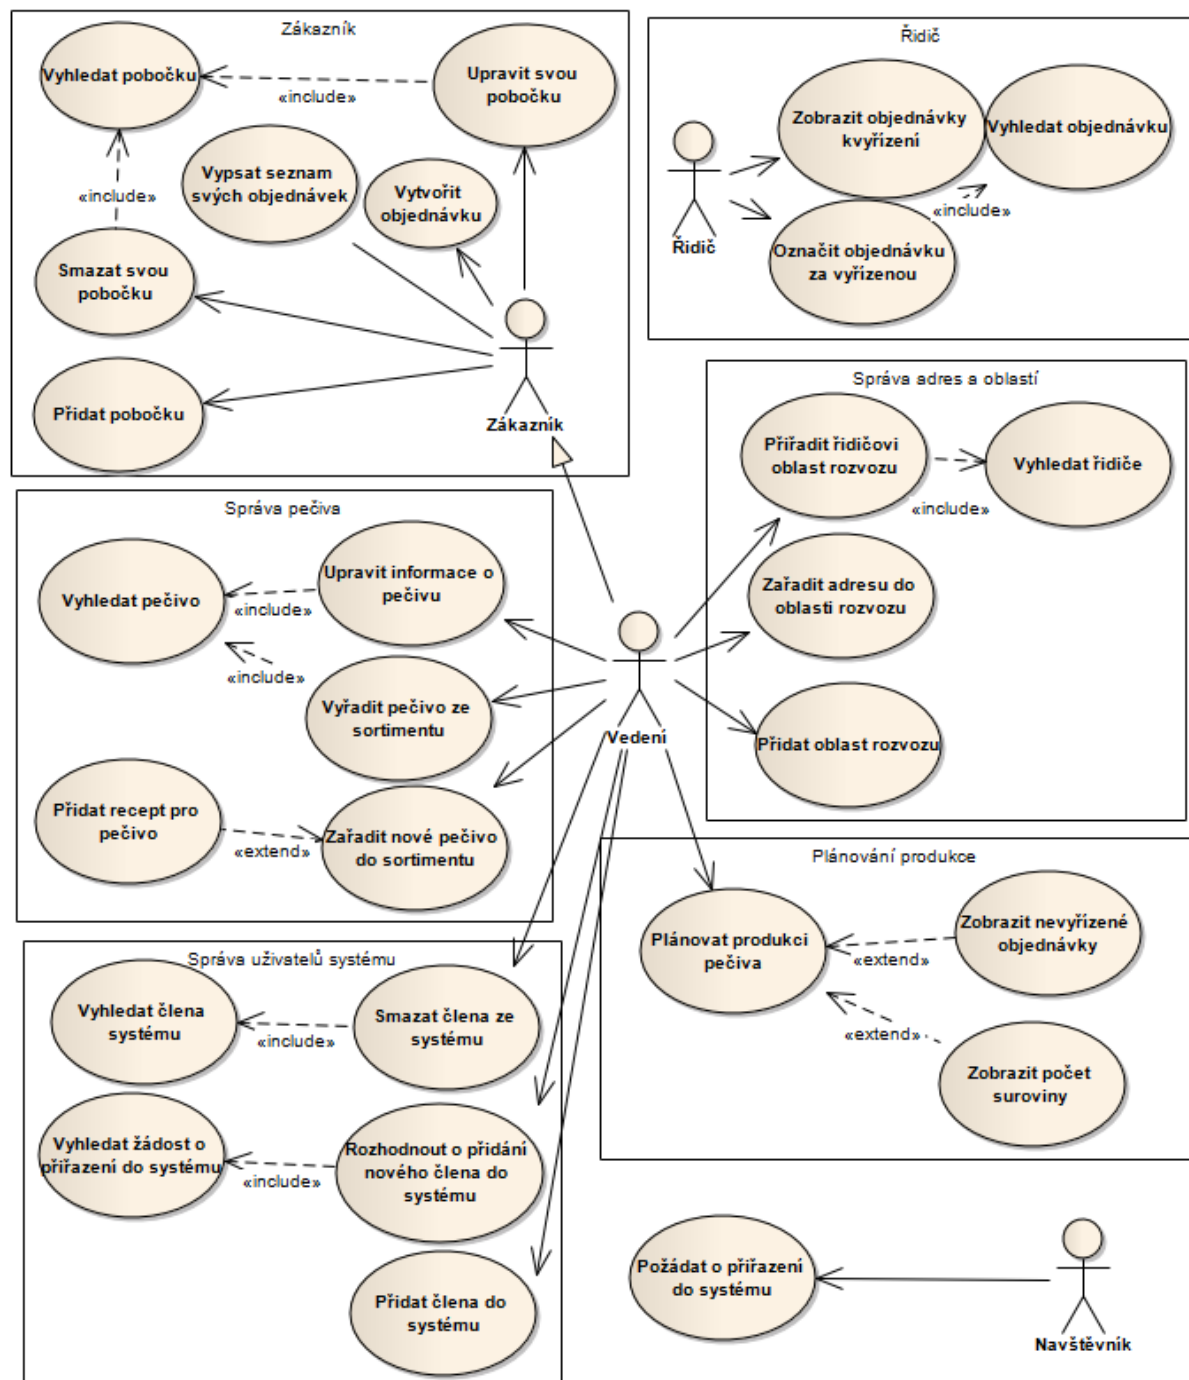 Zákazník
Vyhledat pobočku
«include»
Upravit svou
pobočku
Vypsat seznam
svých objednávek
Vytvořit
objednávku
«include»
Smazat svou
pobočku
Přidat pobočku
Zákazník
Řidič
Zobrazit objednávky
kvyřízení
Vyhledat objednávku
«include»
Řidič
Označit objednávku
za vyřízenou
Správa adres a oblastí
Přiřadit řidičovi
oblast rozvozu
Vyhledat řidiče
«include»
Zařadit adresu do
oblasti rozvozu
Přidat oblast rozvozu
Správa pečiva
Vyhledat pečivo
Upravit informace o
pečivu
«include»
«include»
Vyřadit pečivo ze
sortimentu
Vedení
Přidat recept pro
pečivo
«extend»
Zařadit nové pečivo
do sortimentu
Plánování produkce
Plánovat produkci
pečiva
Zobrazit nevyřízené
objednávky
«extend»
«extend»
Zobrazit počet
suroviny
Správa uživatelů systému
Vyhledat člena
systému
«include»
Smazat člena ze
systému
Vyhledat žádost o
přiřazení do systému
«include»
Rozhodnout o přidání
nového člena do
systému
Přidat člena do
systému
Požádat o přiřazení
do systému
Navštěvník